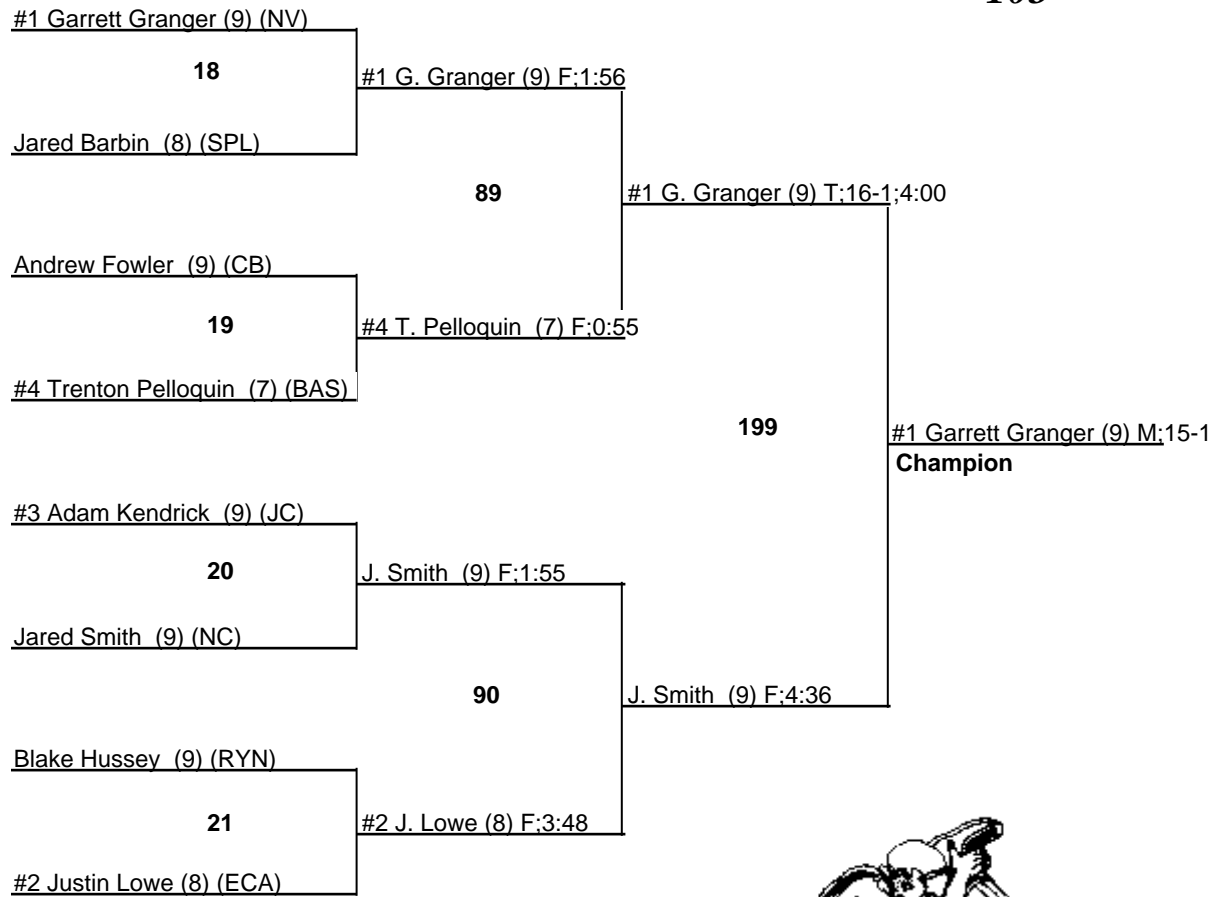 #1 Garrett Granger (9) (NV)
18
#1 G. Granger (9) F;1:56
Jared Barbin (8) (SPL)
89
#1 G. Granger (9) T;16-1;4:00
Andrew Fowler (9) (CB)
19
#4 T. Pelloquin (7) F;0:55
#4 Trenton Pelloquin (7) (BAS)
199
#1 Garrett Granger (9) M;15-1
Champion
#3 Adam Kendrick (9) (JC)
20
J. Smith (9) F;1:55
Jared Smith (9) (NC)
90
J. Smith (9) F;4:36
Blake Hussey (9) (RYN)
21
#2 J. Lowe (8) F;3:48
#2 Justin Lowe (8) (ECA)